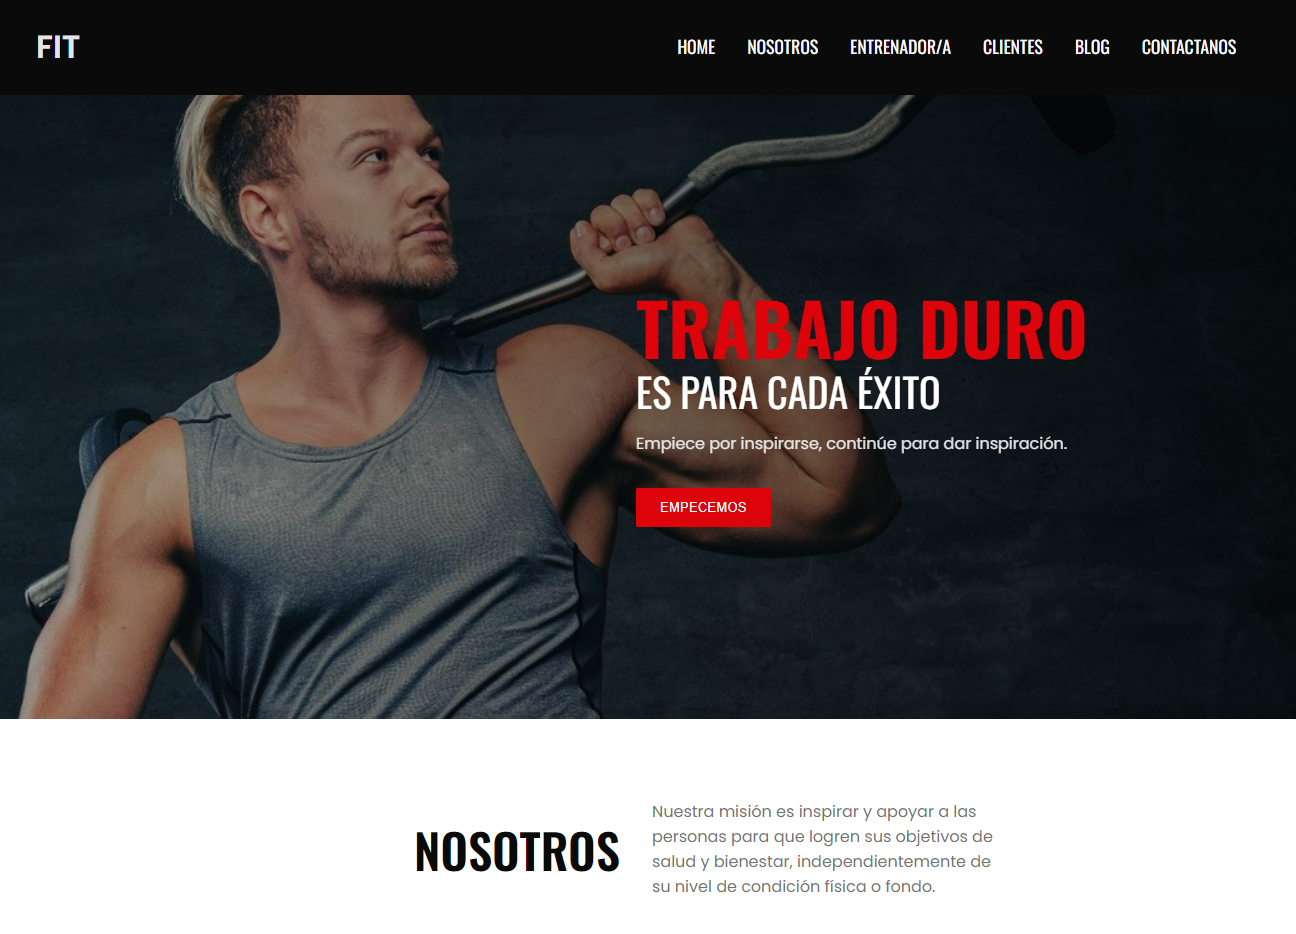 FIT
HOME NOSOTROS ENTRENADOR/A CLIENTES BLOG CONTACTANOS
TRABAJO DURO
ES PARA CADA ÉXITO
Empiece por inspirarse, continúe para dar inspiración.
EMPECEMOS
NOSOTROS
Nuestra misión es inspirar y apoyar a las
personas para que logren sus objetivos de
salud y bienestar, independientemente de
su nivel de condición física o fondo.